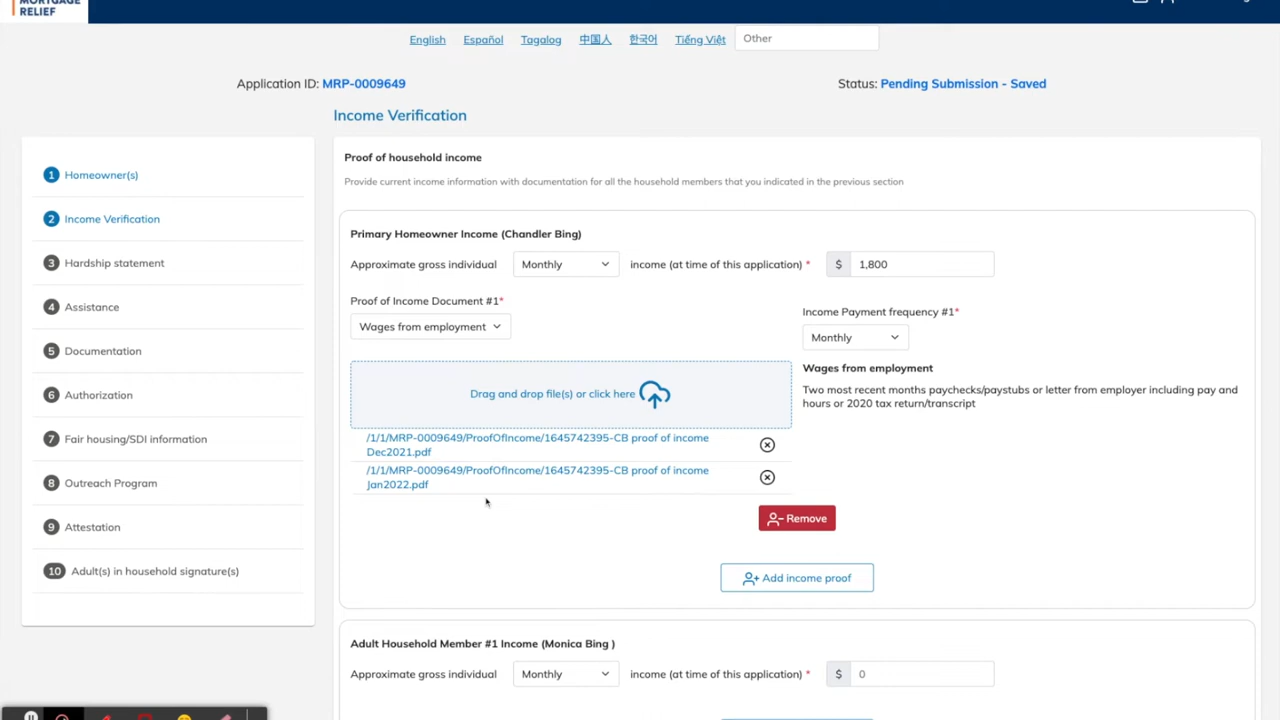 MORTGAGE
RELIEF
English Español Tagalog 中国人 한국어 Tiếng Việt Other
Application ID: MRP-0009649 Status: Pending Submission - Saved
Income Verification
1 Homeowner(s)
2 Income Verification
3 Hardship statement
4 Assistance
5 Documentation
6 Authorization
7 Fair housing/SDI information
8 Outreach Program
9 Attestation
10 Adult(s) in household signature(s)
Proof of household income
Provide current income information with documentation for all the household members that you indicated in the previous section
Primary Homeowner Income (Chandler Bing)
Approximate gross individual Monthly income (at time of this application) * $ 1,800
Proof of Income Document #1*
Wages from employment
Income Payment frequency #1*
Monthly
Wages from employment
Two most recent months paychecks/paystubs or letter from employer including pay and
hours or 2020 tax return/transcript
Drag and drop file(s) or click here
/1/1/MRP-0009649/ProofOfIncome/1645742395-CB proof of income
Dec2021.pdf
/1/1/MRP-0009649/ProofOfIncome/1645742395-CB proof of income
Jan2022.pdf
Remove
Add income proof
Adult Household Member #1 Income (Monica Bing )
Approximate gross individual Monthly income (at time of this application) * $ 0